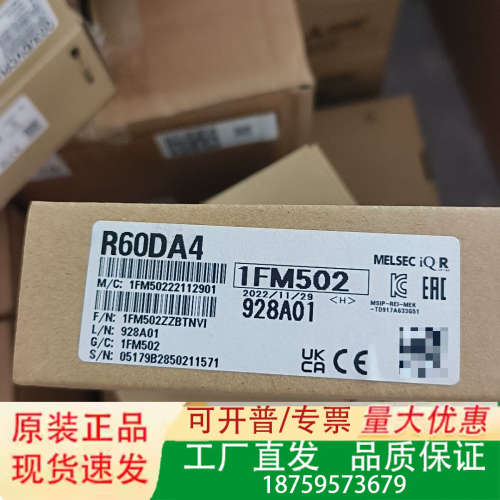 R60DA4
MELSEC iQ R
M/C: 1FM50222112901
1FM502
2022/11/29 <H>
928A01
F/N: 1FM502ZZBTNVI
L/N: 928A01
G/C: 1FM502
S/N: 05179B2850211571
EAC
MSIP-REI-MEK
-TD917A633G51
UK
CA
CE
原装正品
现货速发
可开普/专票
量大优惠
工厂直发 品质保证
18759573679